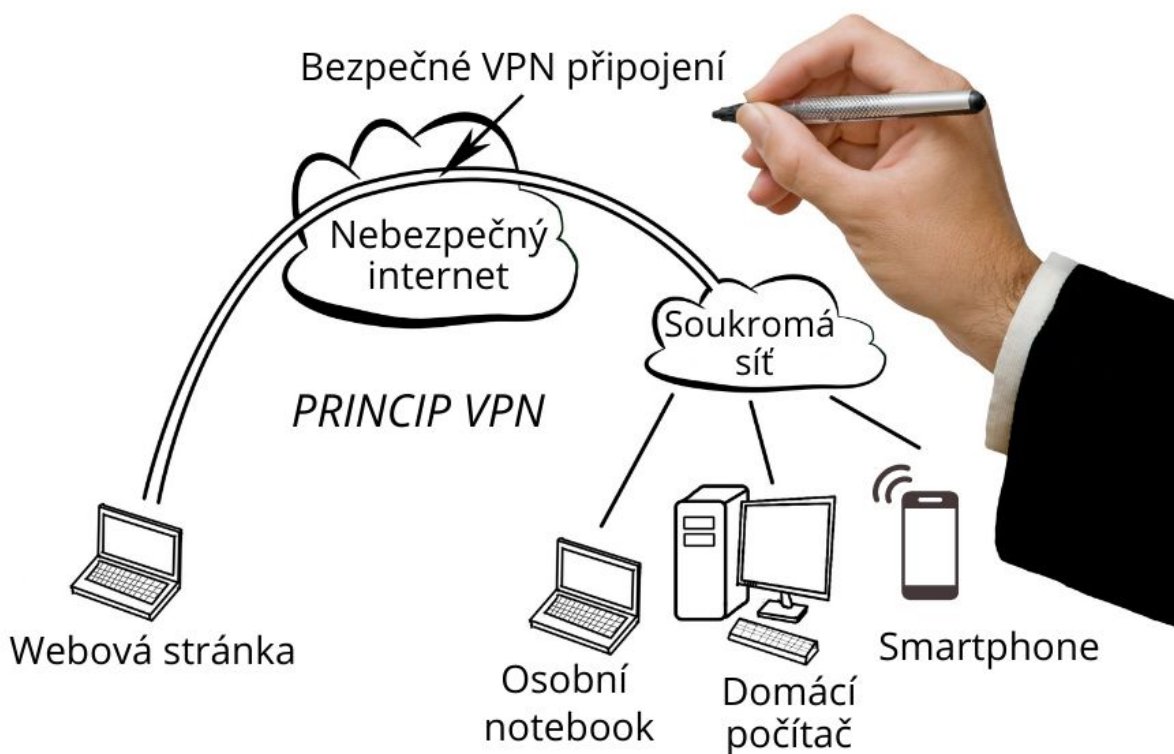 Bezpečné VPN připojení
Nebezpečný
internet
Soukromá
síť
PRINCIP VPN
Webová stránka
Osobní
notebook
Domácí
počítač
Smartphone